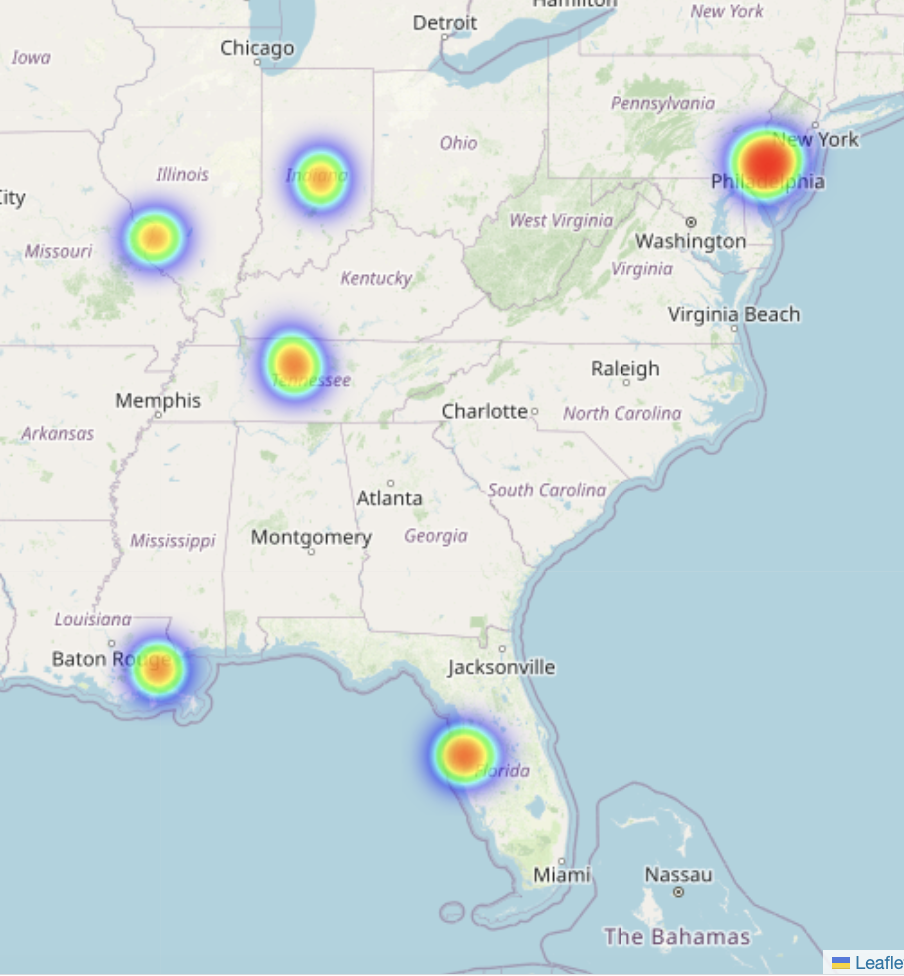 Hamilton
New York
Detroit
Chicago
Iowa
Pennsylvania
New York
Ohio
Illinois
Indiana
Philadelphia
City
West Virginia
Washington
Missouri
Virginia
Kentucky
Virginia Beach
Raleigh
Tennessee
Memphis
Charlotte
North Carolina
Arkansas
South Carolina
Atlanta
Montgomery
Georgia
Mississippi
Louisiana
Baton Rouge
Jacksonville
Florida
Miami
Nassau
The Bahamas
Leafle